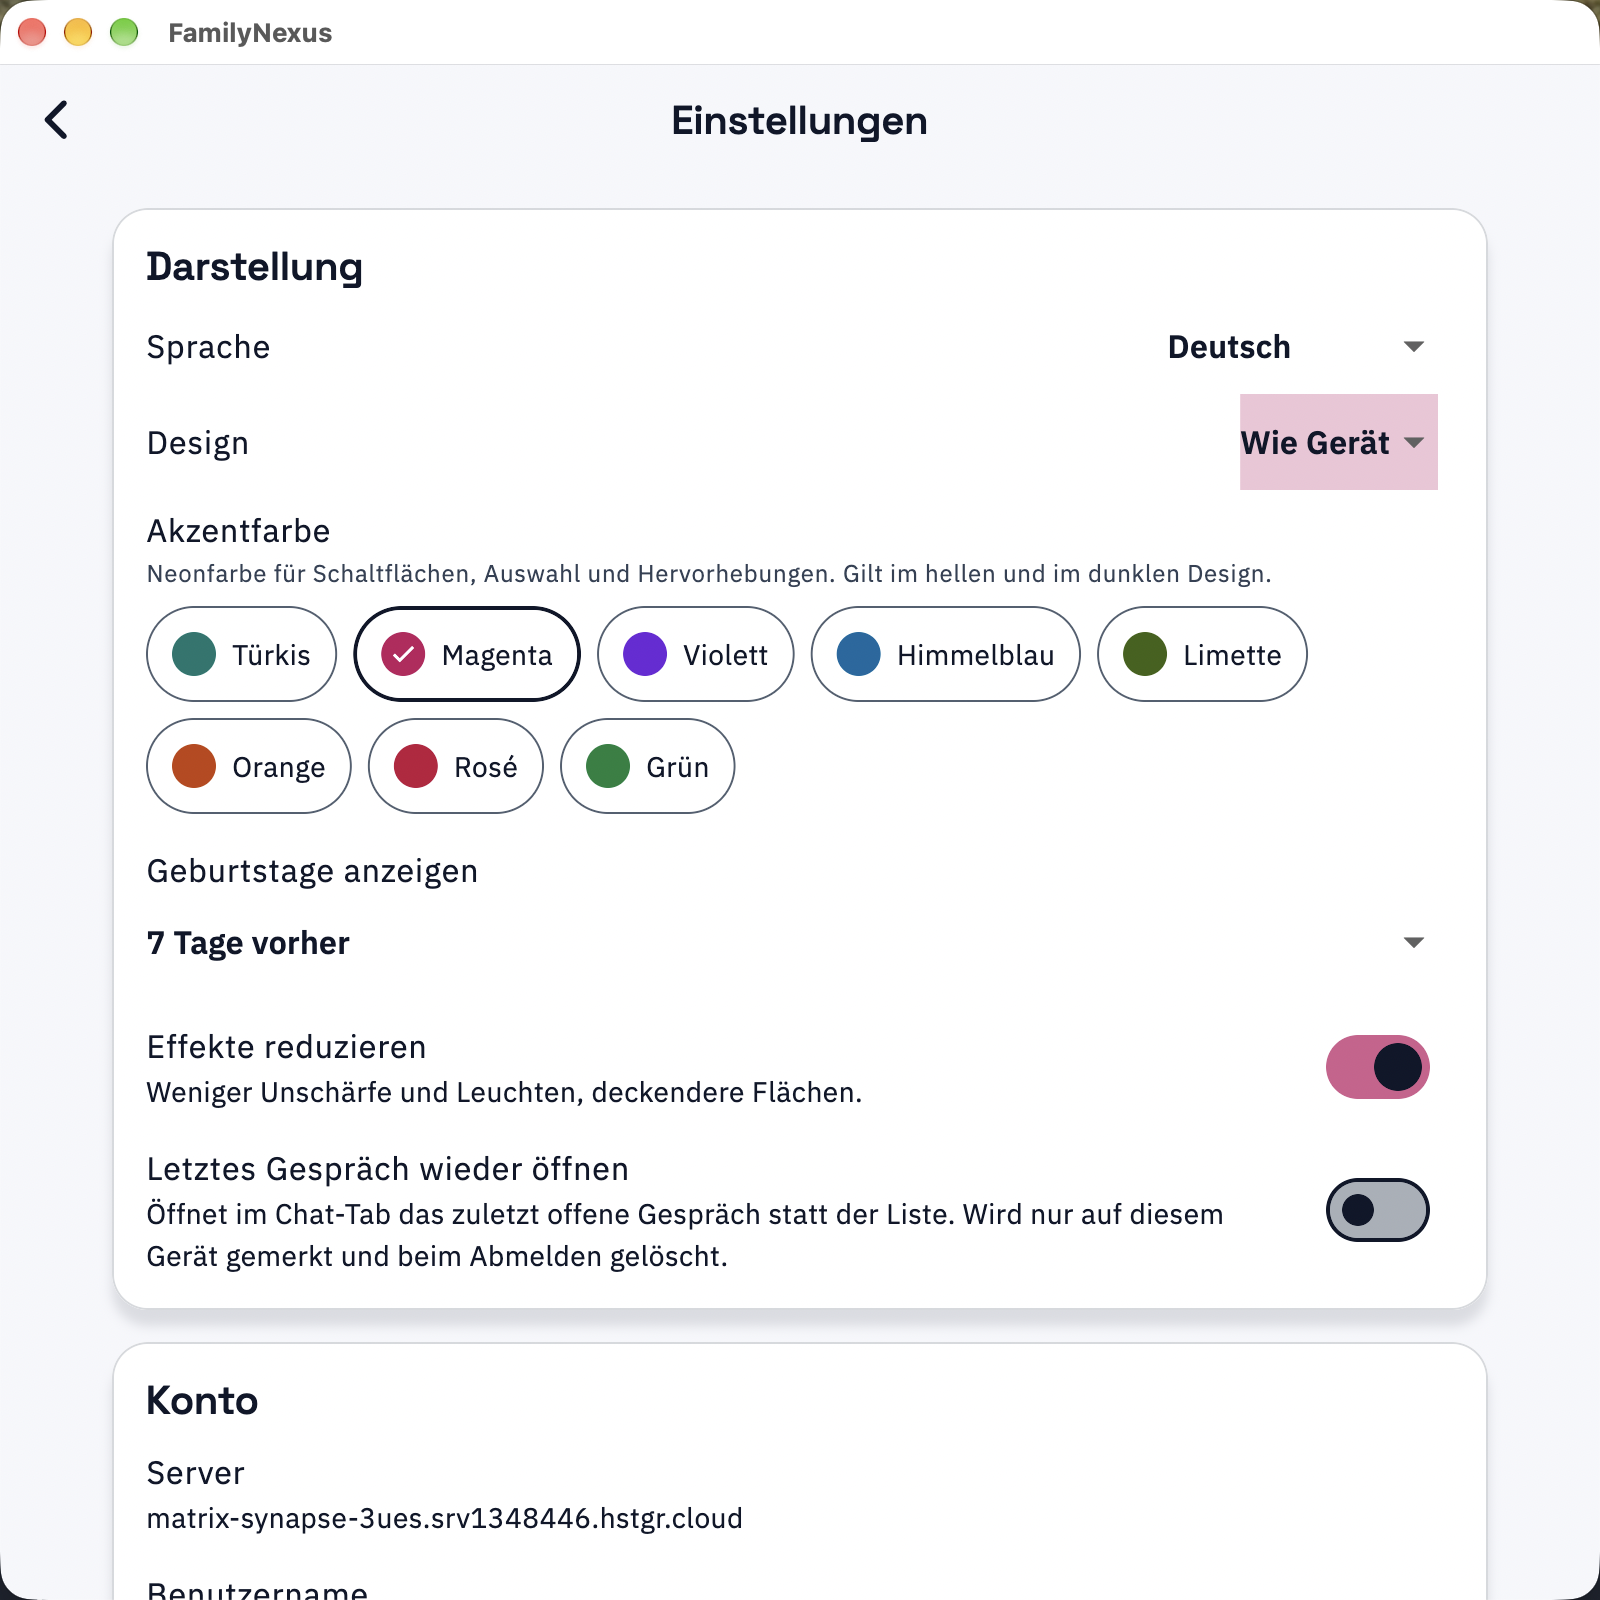 FamilyNexus
Einstellungen
Darstellung
Sprache
Deutsch
Design
Wie Gerät
Akzentfarbe
Neonfarbe für Schaltflächen, Auswahl und Hervorhebungen. Gilt im hellen und im dunklen Design.
Türkis
Magenta
Violett
Himmelblau
Limette
Orange
Rosé
Grün
Geburtstage anzeigen
7 Tage vorher
Effekte reduzieren
Weniger Unschärfe und Leuchten, deckendere Flächen.
Letztes Gespräch wieder öffnen
Öffnet im Chat-Tab das zuletzt offene Gespräch statt der Liste. Wird nur auf diesem
Gerät gemerkt und beim Abmelden gelöscht.
Konto
Server
matrix-synapse-3ues.srv1348446.hstgr.cloud
Benutzername